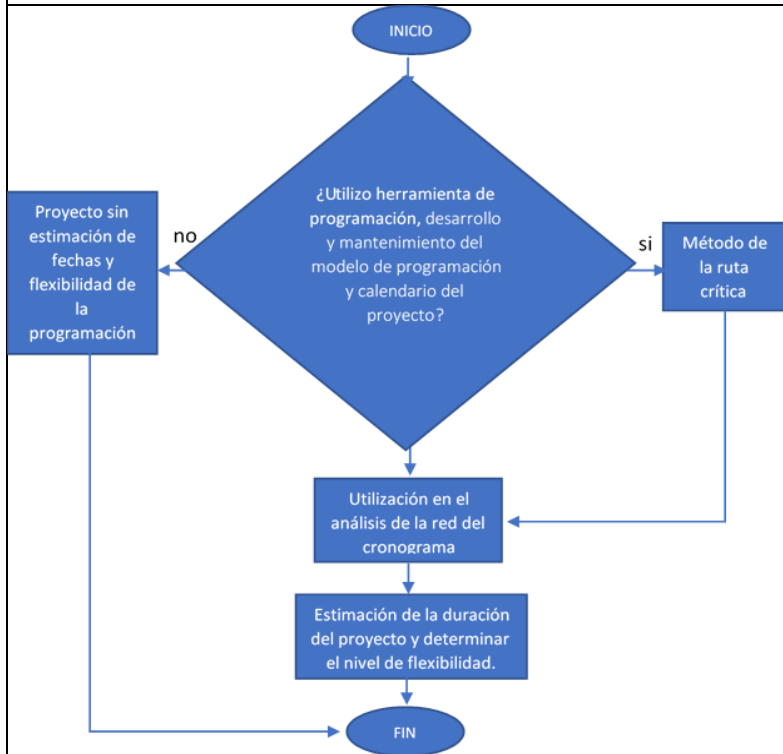 INICIO
¿Utilizo herramienta de
programación, desarrollo
y mantenimiento del
modelo de programación
y calendario del
proyecto?
no
Proyecto sin
estimación de
fechas y
flexibilidad de
la
programación
si
Método de
la ruta
crítica
Utilización en el
análisis de la red del
cronograma
Estimación de la duración
del proyecto y determinar
el nivel de flexibilidad.
FIN